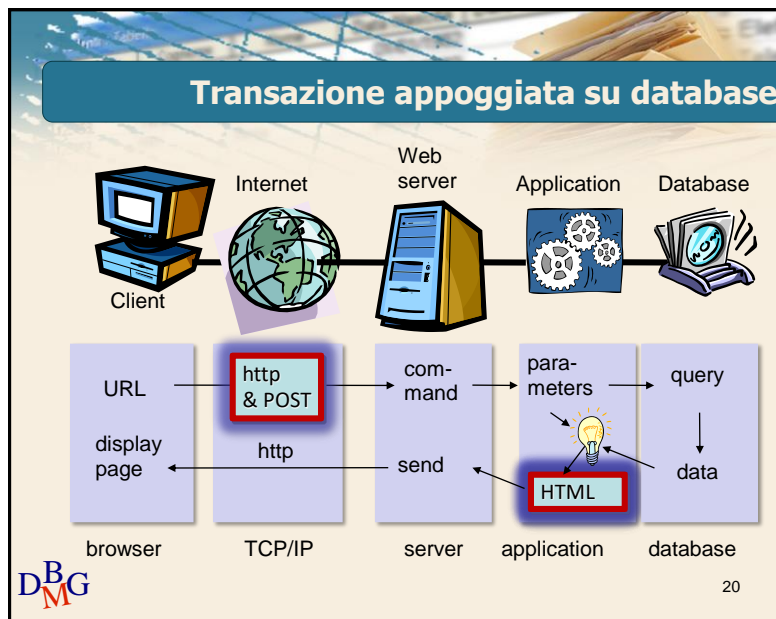 Transazione appoggiata su database
Internet
Web
server
Application
Database
Client
URL
http
& POST
com-
mand
para-
meters
query
display
page
http
send
HTML
data
browser
TCP/IP
server
application
database
DBMG
20